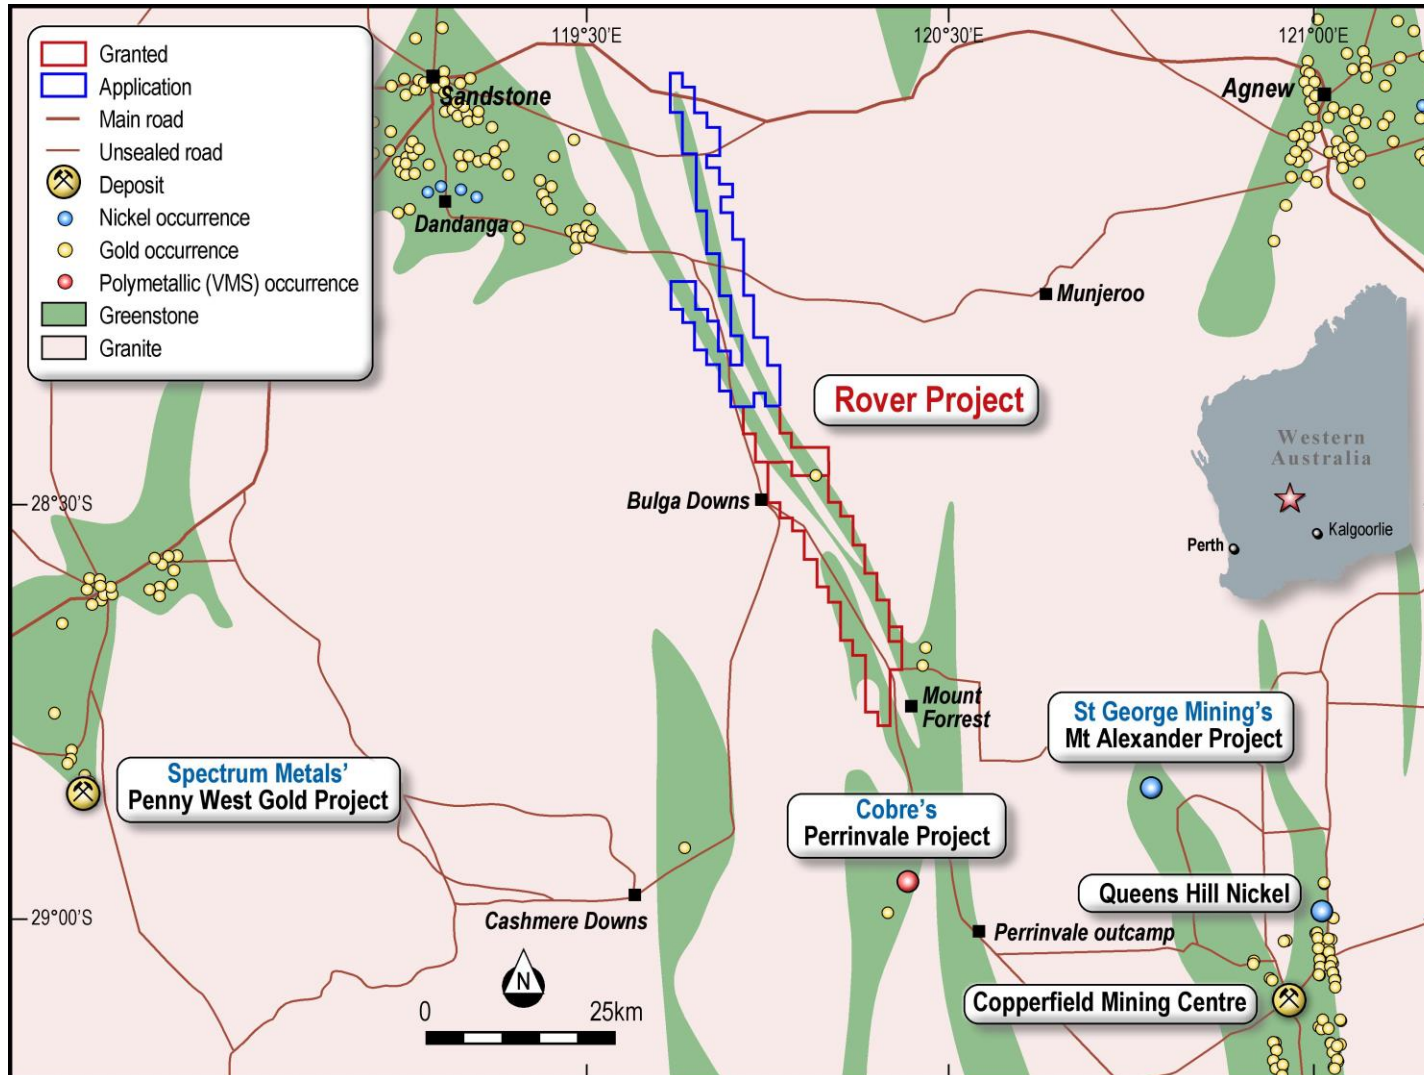 119°30'E
120°30'E
121°00'E
Granted
Application
Main road
Unsealed road
Deposit
Nickel occurrence
Gold occurrence
Polymetallic (VMS) occurrence
Greenstone
Granite
Sandstone
Agnew
Dandanga
Munjeroo
Rover Project
Western
Australia
Bulga Downs
28°30'S
Kalgoorlie
Perth
Mount
Forrest
St George Mining's
Mt Alexander Project
Spectrum Metals'
Penny West Gold Project
Cobre's
Perrinvale Project
Queens Hill Nickel
29°00'S
Cashmere Downs
Perrinvale outcamp
N
Copperfield Mining Centre
0
25km